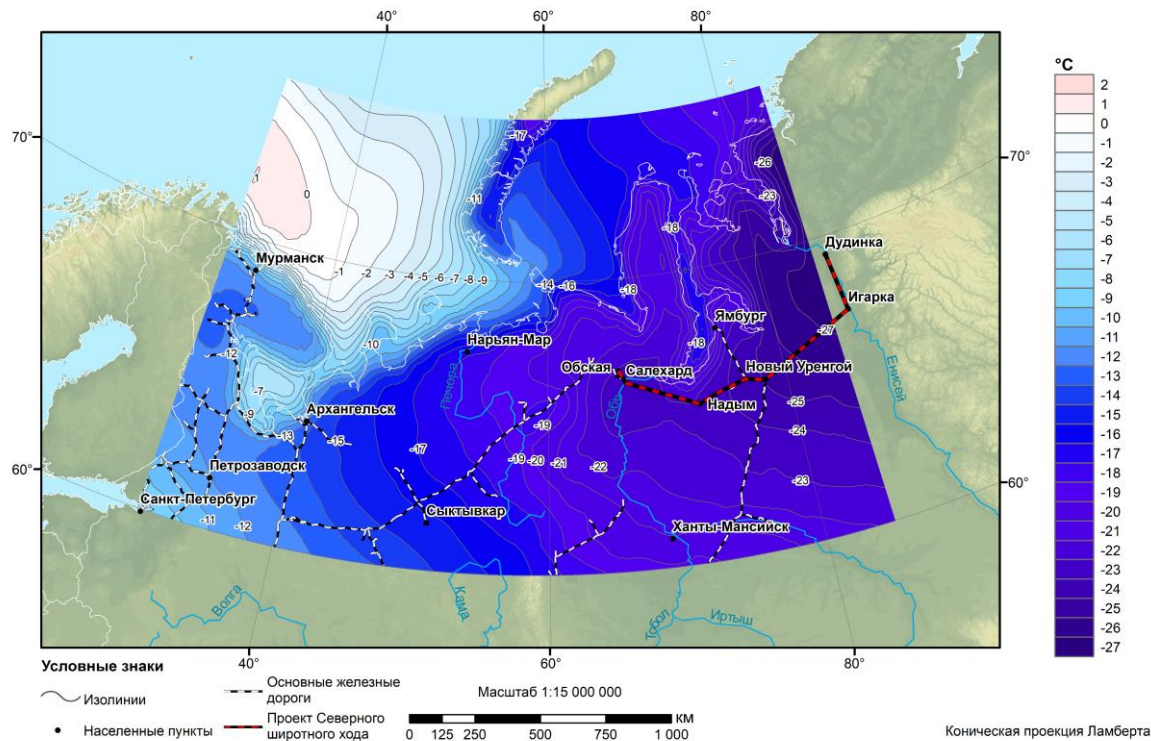 40° 60° 80°
°C
2
1
0
-1
-2
-3
-4
-5
-6
-7
-8
-9
-10
-11
-12
-13
-14
-15
-16
-17
-18
-19
-20
-21
-22
-23
-24
-25
-26
-27
70° 70°
-17
-26
-23
-11
1 0
-18
Дудинка
Мурманск
-1 -2 -3 -4 -5 -6 -7 -8 -9
-14 -16 -18
Игарка
Ямбург
-27
-10
-18
Нарьян-Мар
-12
Обская Салехард Новый Уренгой
Печора
Обь
Енисей
-7
Надым
-9
Архангельск
-25
-13 -15
-19
-24
-17
60° 60°
Петрозаводск
-19 -20 -21 -22
-23
Санкт-Петербург
-11 -12
Сыктывкар
Ханты-Мансийск
Волга
Кама
Тобол
Иртыш
40° 60° 80°
Условные знаки
Изолинии
Основные железные
дороги
Масштаб 1:15 000 000
Населенные пункты
Проект Северного
широтного хода
0 125 250 500 750 1 000 КМ
Коническая проекция Ламберта